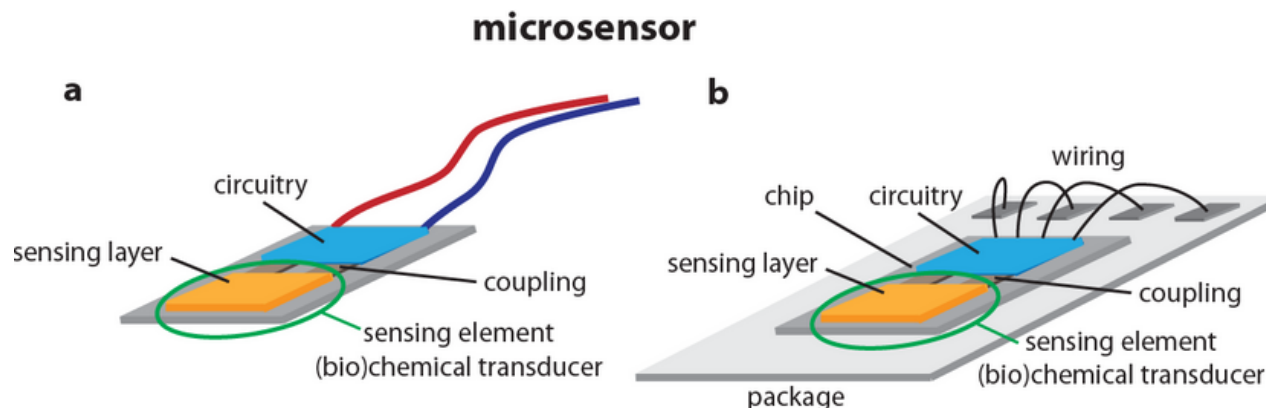 microsensor
a
circuitry
sensing layer
coupling
sensing element
(bio)chemical transducer
b
wiring
chip
circuitry
sensing layer
coupling
sensing element
(bio)chemical transducer
package